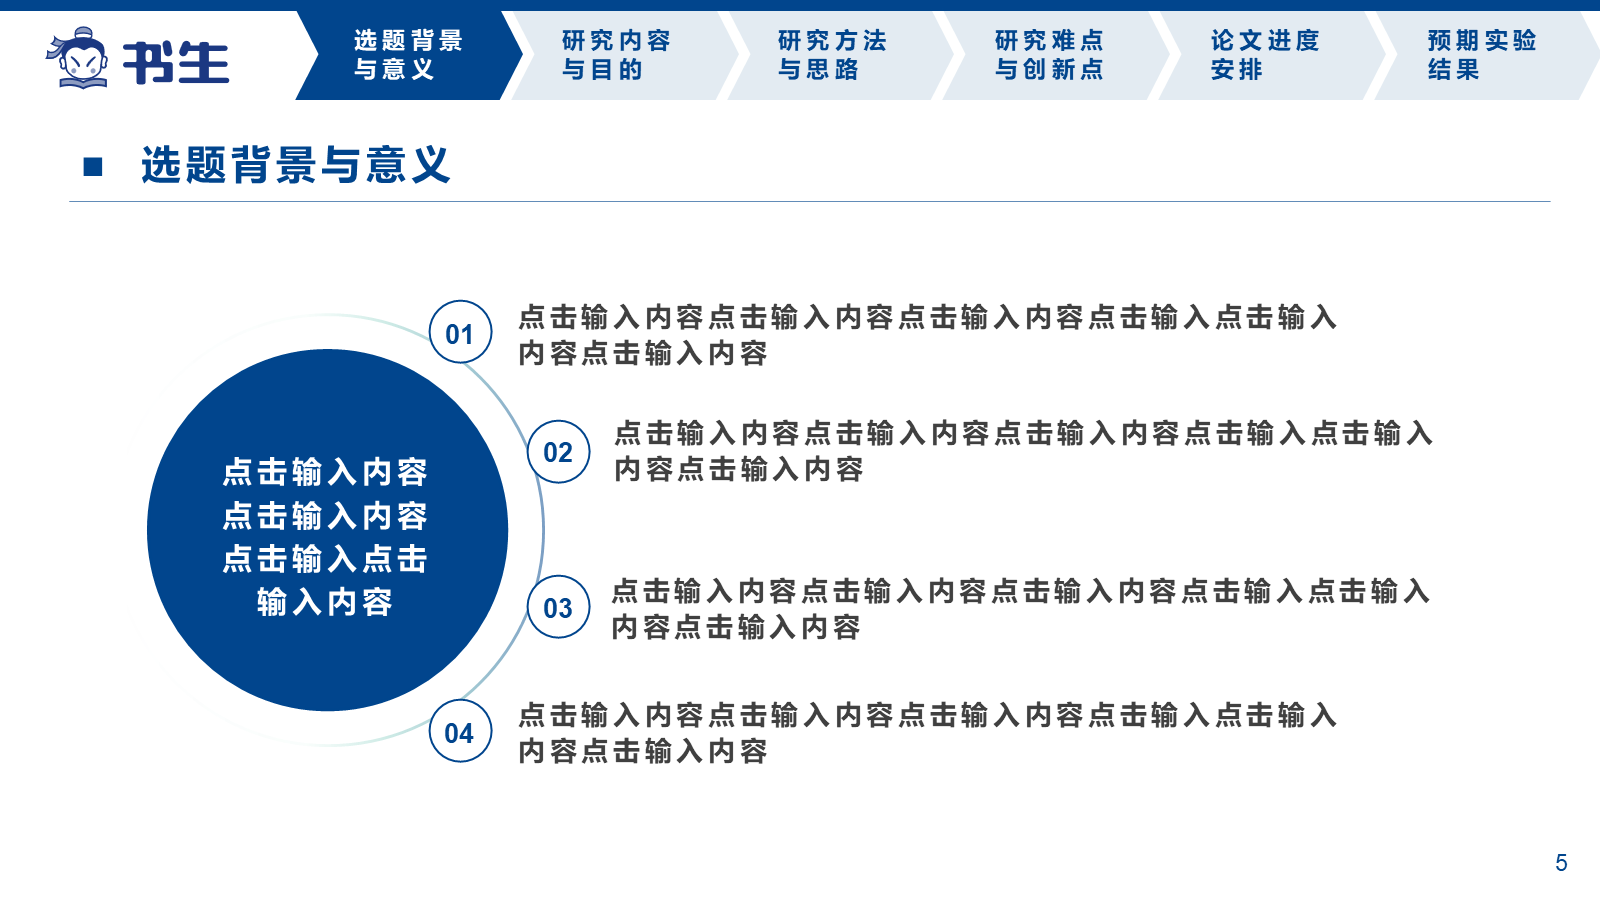 书生
选题背景
与意义
研究内容
与目的
研究方法
与思路
研究难点
与创新点
论文进度
安排
预期实验
结果
选题背景与意义
点击输入内容
点击输入内容
点击输入点击
输入内容
01
点击输入内容点击输入内容点击输入内容点击输入点击输入
内容点击输入内容
02
点击输入内容点击输入内容点击输入内容点击输入点击输入
内容点击输入内容
03
点击输入内容点击输入内容点击输入内容点击输入点击输入
内容点击输入内容
04
点击输入内容点击输入内容点击输入内容点击输入点击输入
内容点击输入内容
5